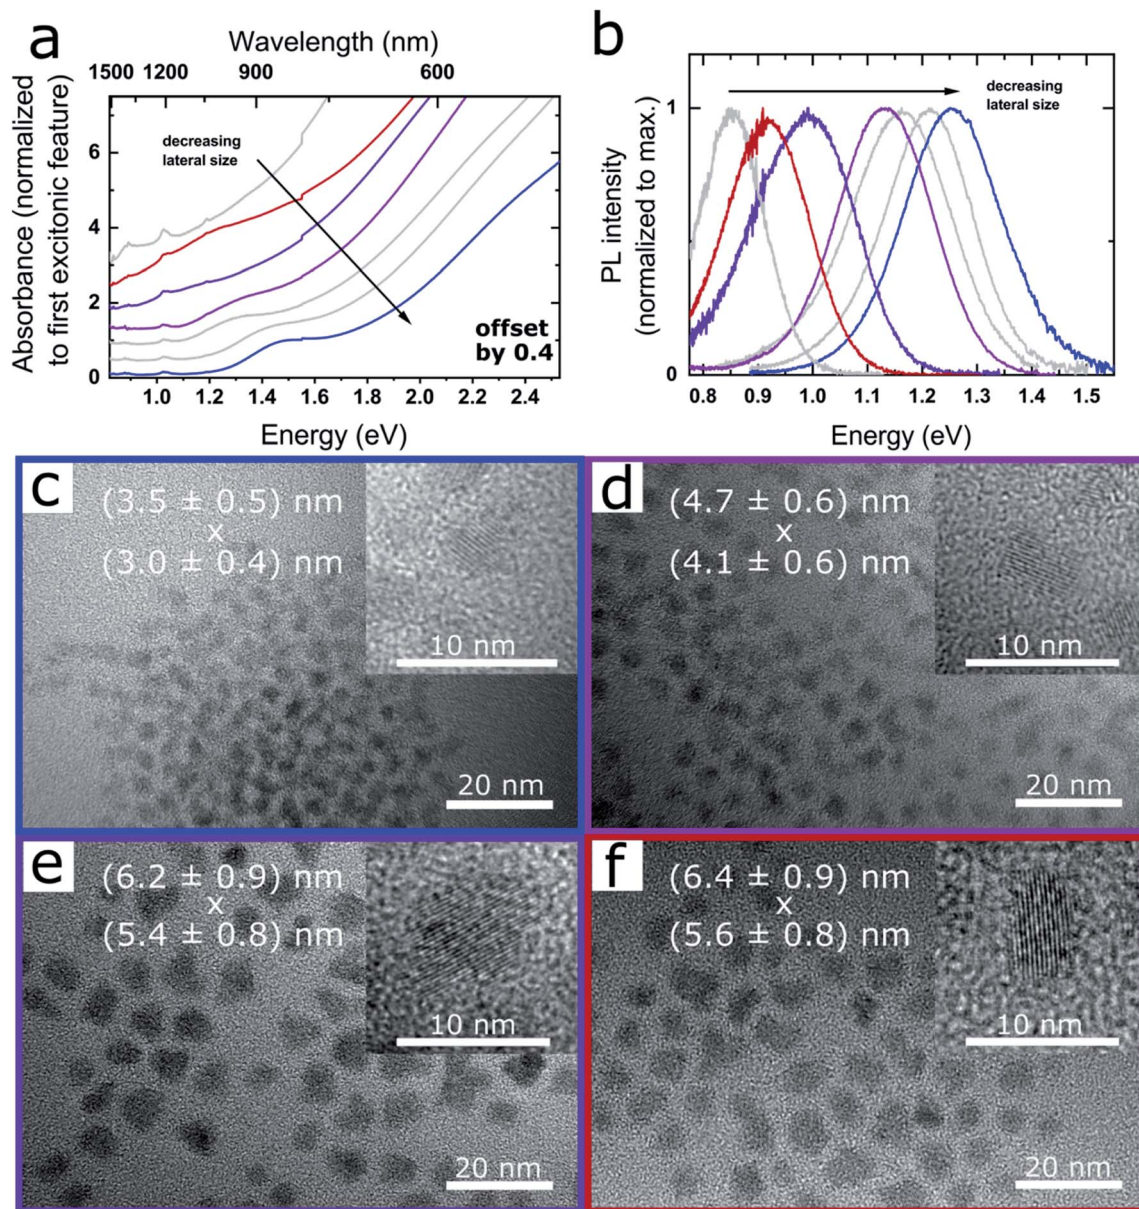 a
Wavelength (nm)
1500 1200 900 600
Absorbance (normalized
to first excitonic feature)
6
4
2
0
decreasing
lateral size
offset
by 0.4
1.0 1.2 1.4 1.6 1.8 2.0 2.2 2.4
Energy (eV)
b
PL intensity
(normalized to max.)
1
0
decreasing
lateral size
0.8 0.9 1.0 1.1 1.2 1.3 1.4 1.5
Energy (eV)
c
(3.5 ± 0.5) nm
x
(3.0 ± 0.4) nm
10 nm
20 nm
d
(4.7 ± 0.6) nm
x
(4.1 ± 0.6) nm
10 nm
20 nm
e
(6.2 ± 0.9) nm
x
(5.4 ± 0.8) nm
10 nm
20 nm
f
(6.4 ± 0.9) nm
x
(5.6 ± 0.8) nm
10 nm
20 nm